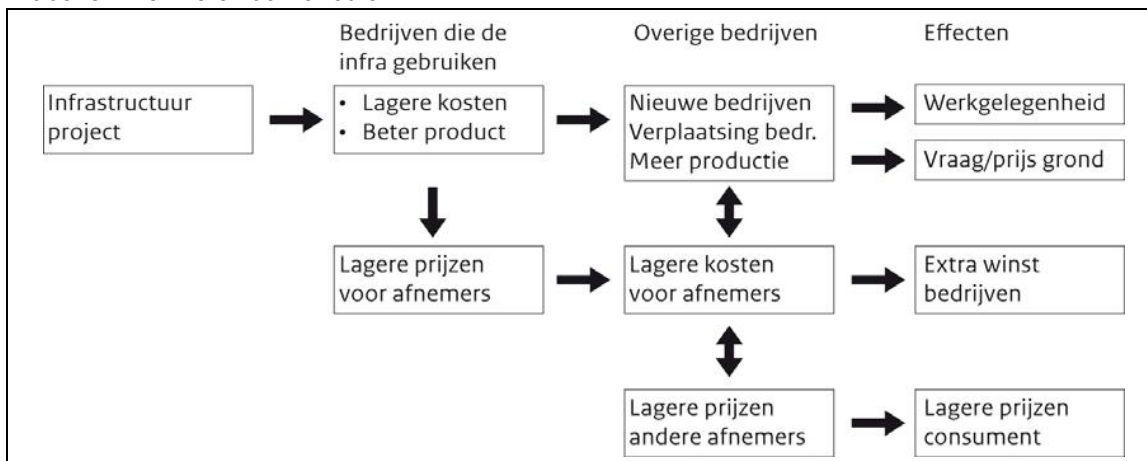 Bedrijven die de
infra gebruiken
Overige bedrijven
Effecten
Infrastructuur
project
• Lagere kosten
• Beter product
Nieuwe bedrijven
Verplaatsing bedr.
Meer productie
Werkgelegenheid
Vraag/prijs grond
Lagere prijzen
voor afnemers
Lagere kosten
voor afnemers
Extra winst
bedrijven
Lagere prijzen
andere afnemers
Lagere prijzen
consument